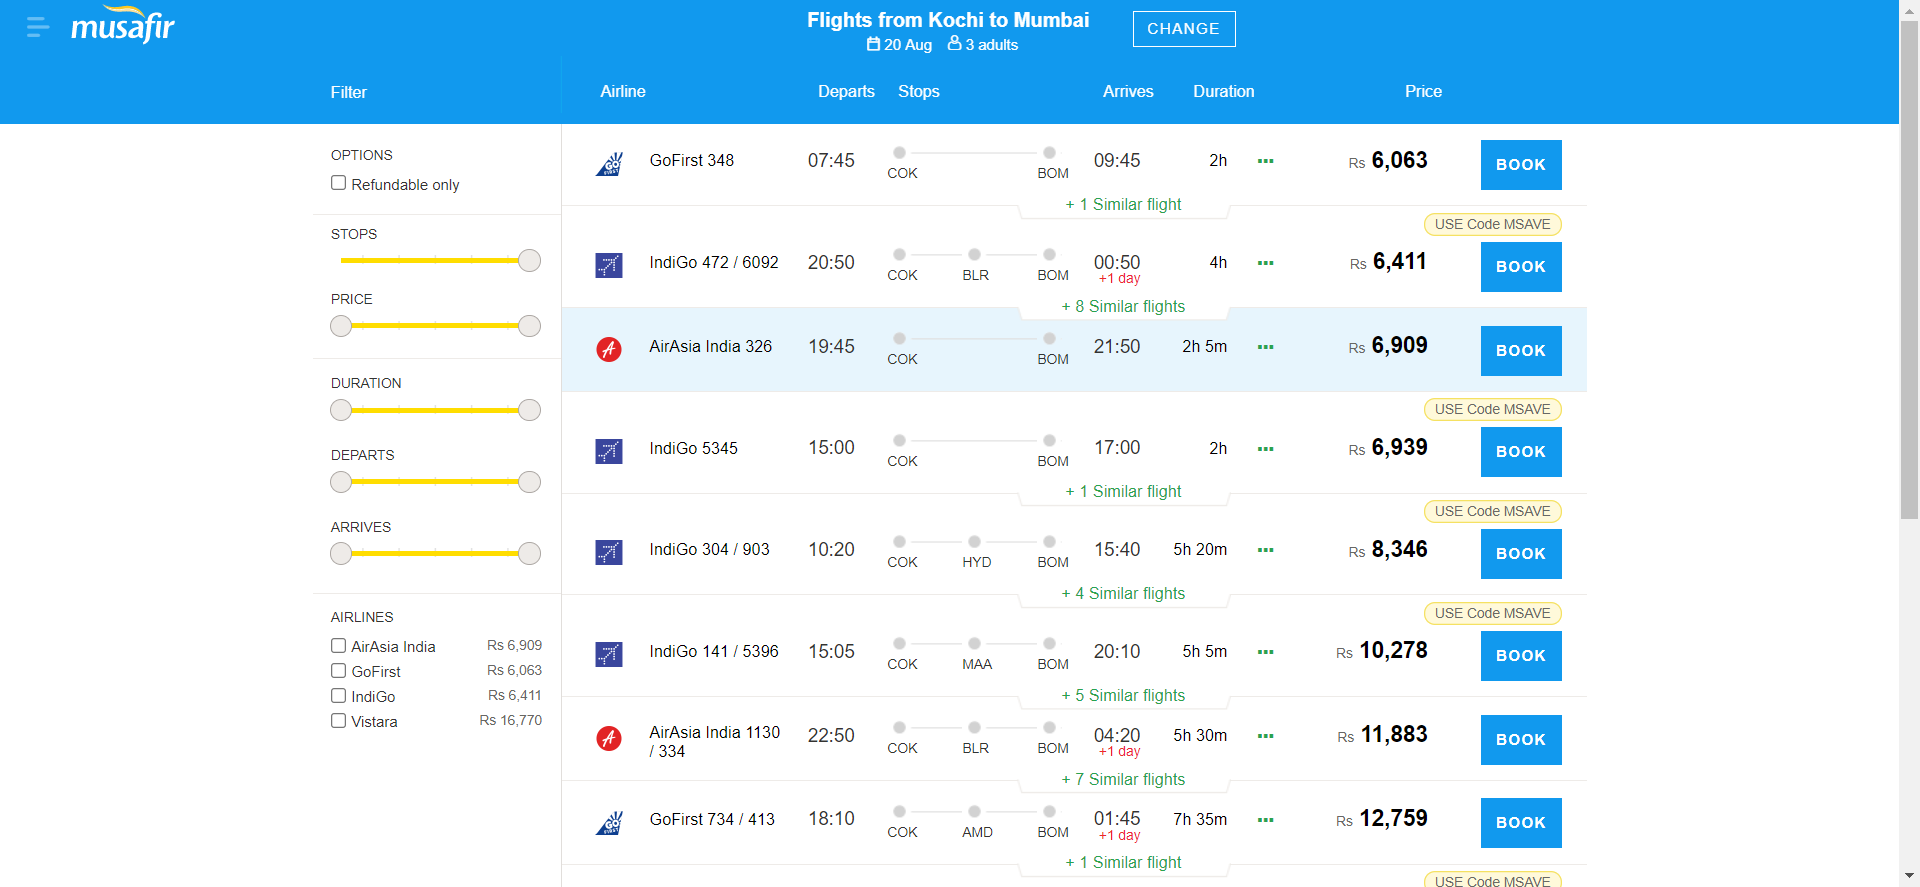 musafir
Flights from Kochi to Mumbai
20 Aug 3 adults
CHANGE
Filter
Airline Departs Stops Arrives Duration Price
OPTIONS
Refundable only
STOPS
PRICE
DURATION
DEPARTS
ARRIVES
AIRLINES
AirAsia India Rs 6,909
GoFirst Rs 6,063
IndiGo Rs 6,411
Vistara Rs 16,770
GO FIRST
GoFirst 348 07:45 COK BOM 09:45 2h Rs 6,063 BOOK
+ 1 Similar flight
USE Code MSAVE
IndiGo 472 / 6092 20:50 COK BLR BOM 00:50 4h Rs 6,411 BOOK
+1 day
+ 8 Similar flights
AirAsia India 326 19:45 COK BOM 21:50 2h 5m Rs 6,909 BOOK
USE Code MSAVE
IndiGo 5345 15:00 COK BOM 17:00 2h Rs 6,939 BOOK
+ 1 Similar flight
USE Code MSAVE
IndiGo 304 / 903 10:20 COK HYD BOM 15:40 5h 20m Rs 8,346 BOOK
+ 4 Similar flights
USE Code MSAVE
IndiGo 141 / 5396 15:05 COK MAA BOM 20:10 5h 5m Rs 10,278 BOOK
+ 5 Similar flights
AirAsia India 1130
/ 334 22:50 COK BLR BOM 04:20 5h 30m Rs 11,883 BOOK
+1 day
+ 7 Similar flights
GO FIRST
GoFirst 734 / 413 18:10 COK AMD BOM 01:45 7h 35m Rs 12,759 BOOK
+1 day
+ 1 Similar flight
USE Code MSAVE